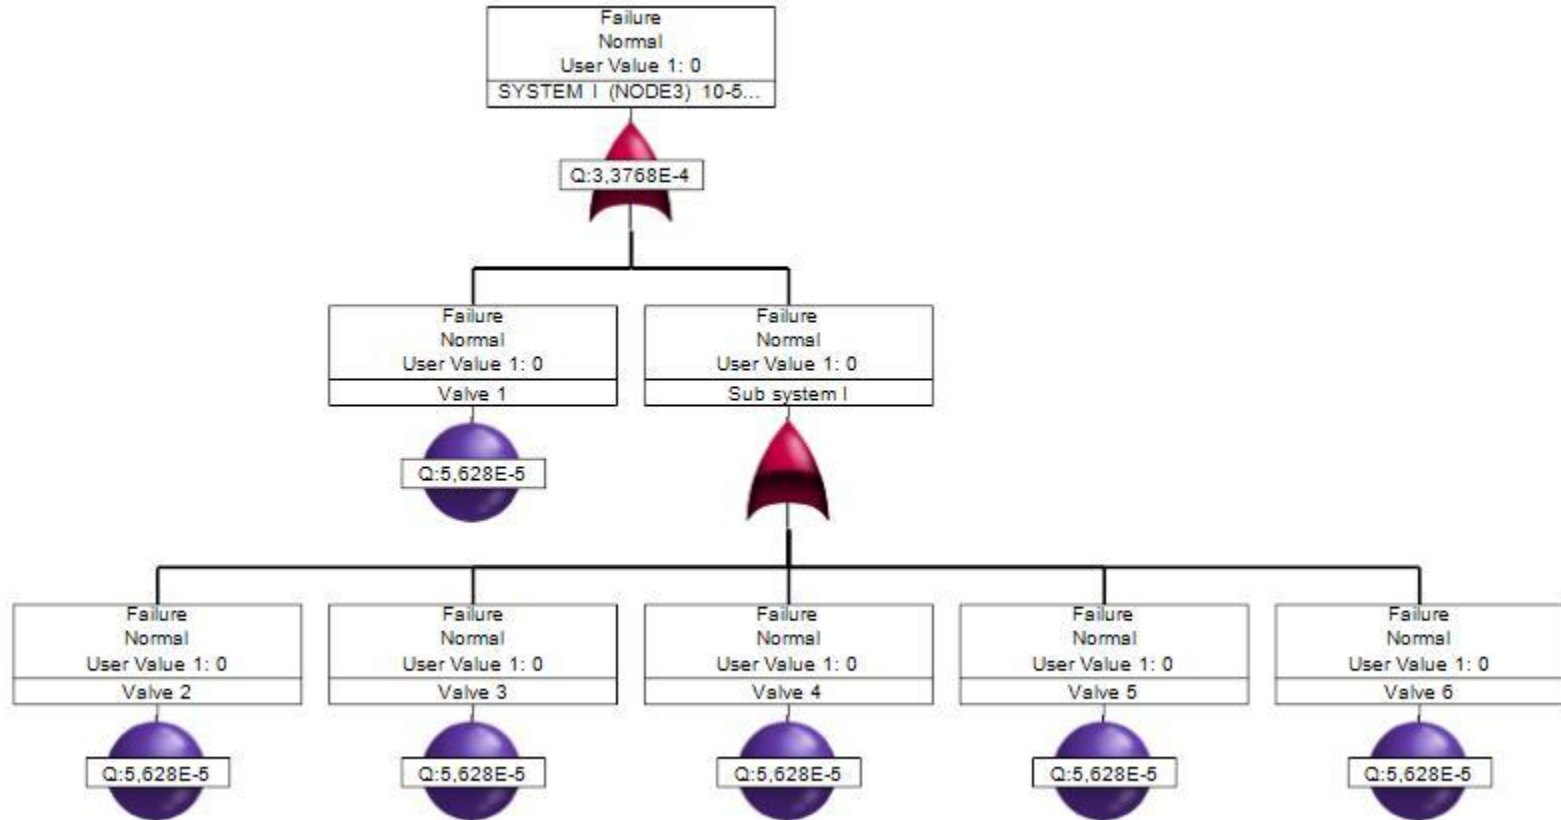 Failure
Normal
User Value 1: 0
SYSTEM I (NODE3) 10-5...
Q:3,3768E-4
Failure
Normal
User Value 1: 0
Valve 1
Q:5,628E-5
Failure
Normal
User Value 1: 0
Sub system I
Failure
Normal
User Value 1: 0
Valve 2
Q:5,628E-5
Failure
Normal
User Value 1: 0
Valve 3
Q:5,628E-5
Failure
Normal
User Value 1: 0
Valve 4
Q:5,628E-5
Failure
Normal
User Value 1: 0
Valve 5
Q:5,628E-5
Failure
Normal
User Value 1: 0
Valve 6
Q:5,628E-5